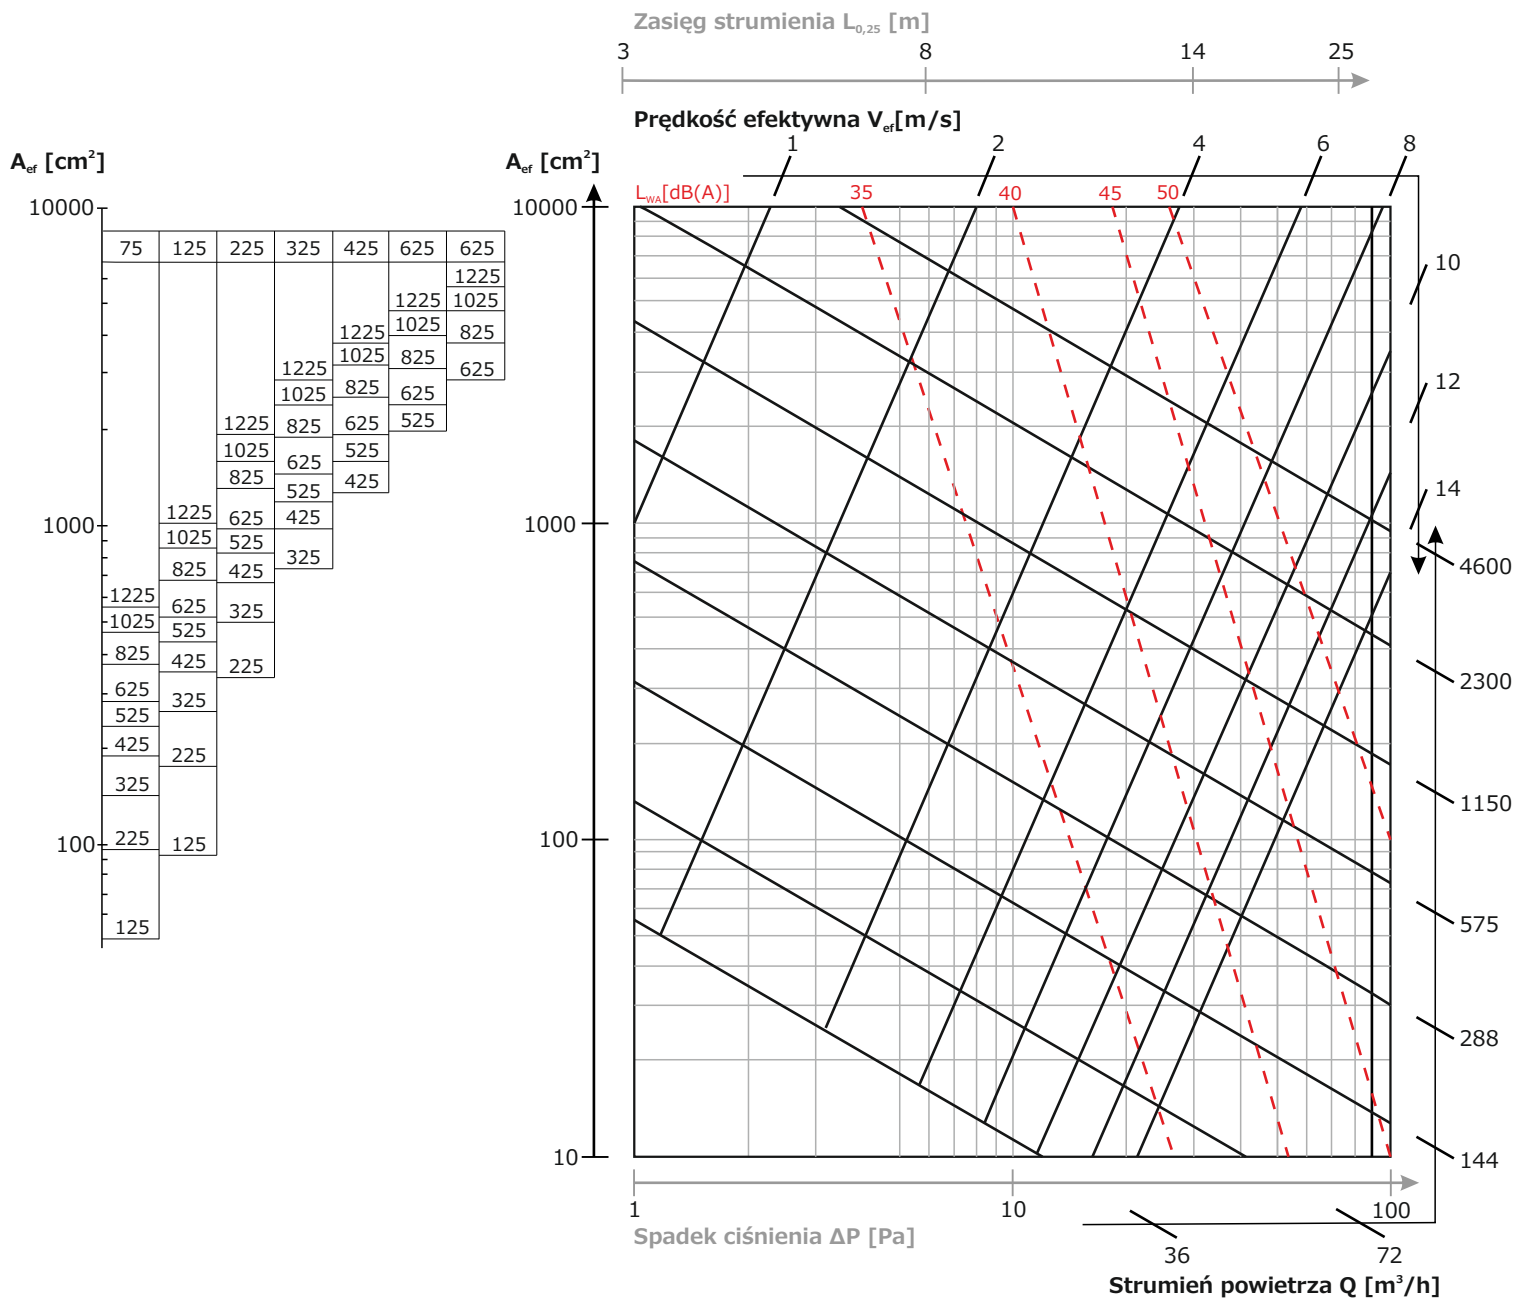 Zasięg strumienia L0,25 [m]
3 8 14 25
Prędkość efektywna Vef[m/s]
1 2 4 6 8
Aef [cm²]
Aef [cm²]
LWA[dB(A)] 35 40 45 50
10000
10000
75 125 225 325 425 625 625
1225
1225 1025
10
1025 825
1225
1025 825 625
1225
12
1025 825 625
1225 825 625 525
1025 625 525
825 625 425
14
1225 525
1000 625 425
1000
1025 525
825 425 325
4600
1225 625 325
1025 525
825 425 225
2300
625 325
525
425 225
325
1150
225 125
100
100
125
575
288
10
144
1 10 100
Spadek ciśnienia ΔP [Pa]
36 72
Strumień powietrza Q [m³/h]